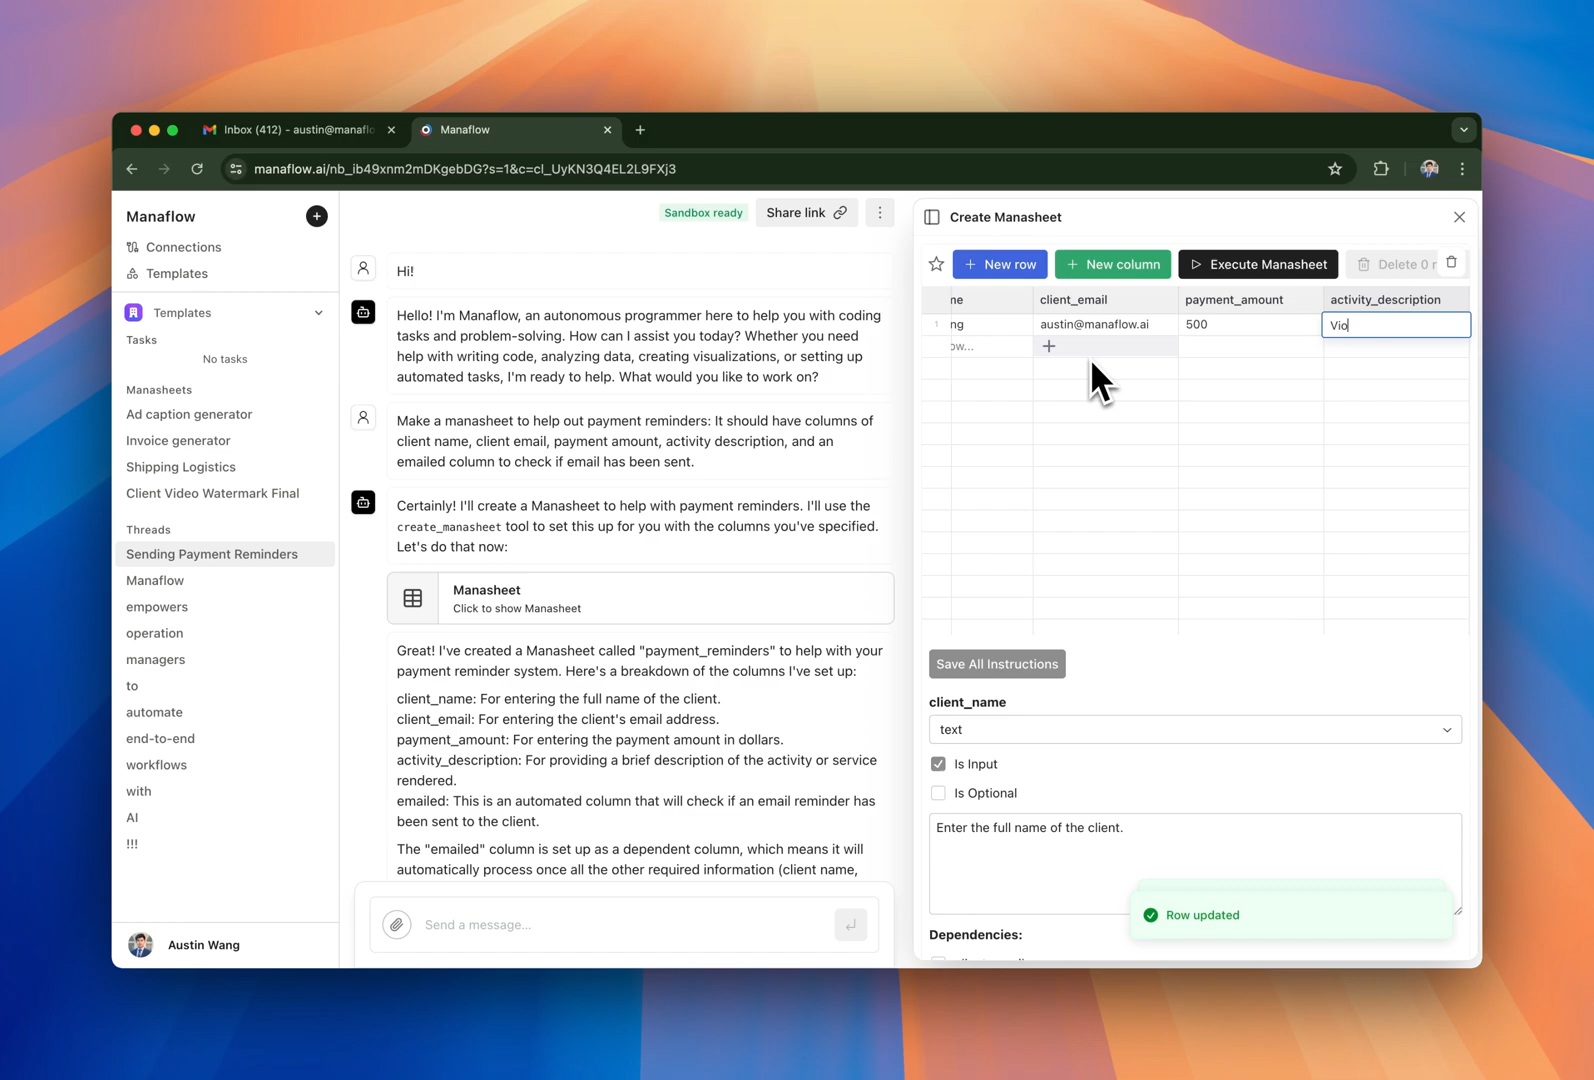 Inbox (412) - austin@manaflo
Manaflow
manaflow.ai/nb_ib49xnm2mDKgebDG?s=1&c=cl_UyKN3Q4EL2L9FXj3
Manaflow
Connections
Templates
Templates
Tasks
No tasks
Manasheets
Ad caption generator
Invoice generator
Shipping Logistics
Client Video Watermark Final
Threads
Sending Payment Reminders
Manaflow
empowers
operation
managers
to
automate
end-to-end
workflows
with
AI
!!!
Austin Wang
Sandbox ready
Share link
Hi!
Hello! I'm Manaflow, an autonomous programmer here to help you with coding
tasks and problem-solving. How can I assist you today? Whether you need
help with writing code, analyzing data, creating visualizations, or setting up
automated tasks, I'm ready to help. What would you like to work on?
Make a manasheet to help out payment reminders: It should have columns of
client name, client email, payment amount, activity description, and an
emailed column to check if email has been sent.
Certainly! I'll create a Manasheet to help with payment reminders. I'll use the
create_manasheet tool to set this up for you with the columns you've specified.
Let's do that now:
Manasheet
Click to show Manasheet
Great! I've created a Manasheet called "payment_reminders" to help with your
payment reminder system. Here's a breakdown of the columns I've set up:
client_name: For entering the full name of the client.
client_email: For entering the client's email address.
payment_amount: For entering the payment amount in dollars.
activity_description: For providing a brief description of the activity or service
rendered.
emailed: This is an automated column that will check if an email reminder has
been sent to the client.
The "emailed" column is set up as a dependent column, which means it will
automatically process once all the other required information (client name,
Send a message...
Create Manasheet
New row
New column
Execute Manasheet
Delete 0 r
me client_email payment_amount activity_description
1 ng austin@manaflow.ai 500 Vio
ow...
Save All Instructions
client_name
text
Is Input
Is Optional
Enter the full name of the client.
Row updated
Dependencies: